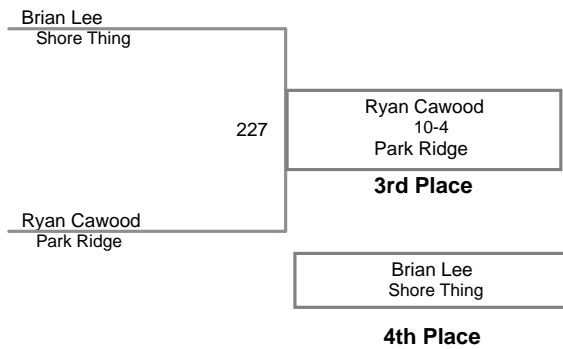 Brian Lee
Shore Thing
227
Ryan Cawood
10-4
Park Ridge
3rd Place
Ryan Cawood
Park Ridge
Brian Lee
Shore Thing
4th Place